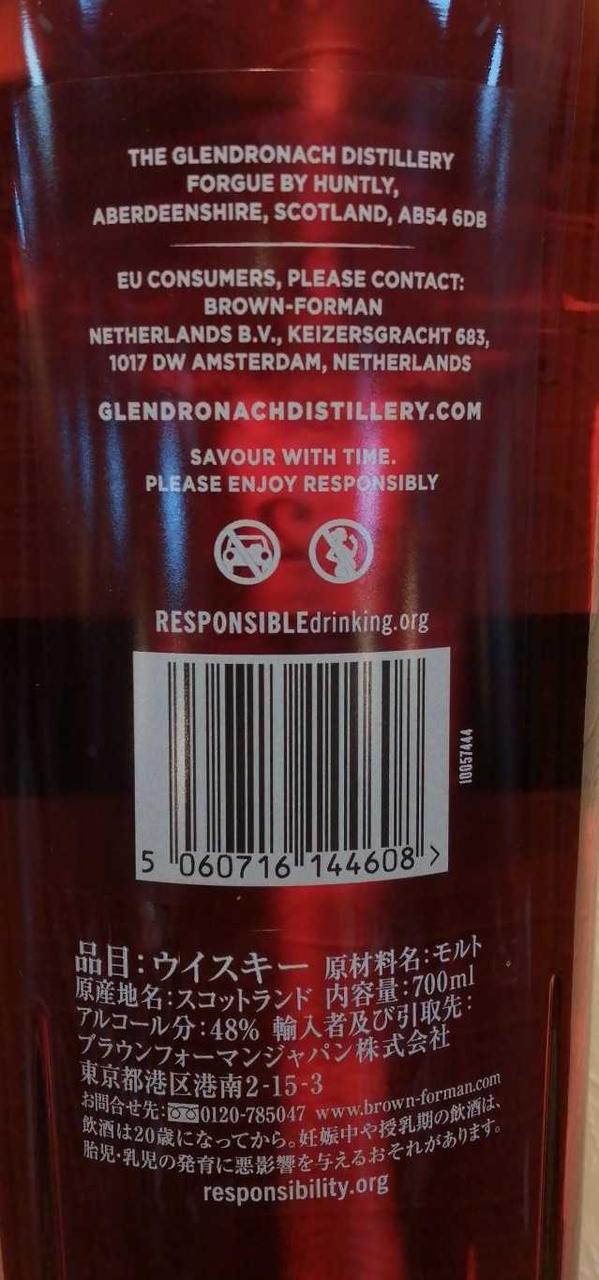 THE GLENDRONACH DISTILLERY
FORGUE BY HUNTLY,
ABERDEENSHIRE, SCOTLAND, AB54 6DB
EU CONSUMERS, PLEASE CONTACT:
BROWN-FORMAN
NETHERLANDS B.V., KEIZERSGRACHT 683,
1017 DW AMSTERDAM, NETHERLANDS
GLENDRONACHDISTILLERY.COM
SAVOUR WITH TIME.
PLEASE ENJOY RESPONSIBLY
RESPONSIBLEdrinking.org
10057444
5 060716 144608 >
品目：ウイスキー 原材料名：モルト
原産地名：スコットランド 内容量：700ml
アルコール分：48% 輸入者及び引取先：
ブラウンフォーマンジャパン株式会社
東京都港区港南2-15-3
お問合せ先：0120-785047 www.brown-forman.com
飲酒は20歳になってから。妊娠中や授乳期の飲酒は、
胎児・乳児の発育に悪影響を与えるおそれがあります。
responsibility.org